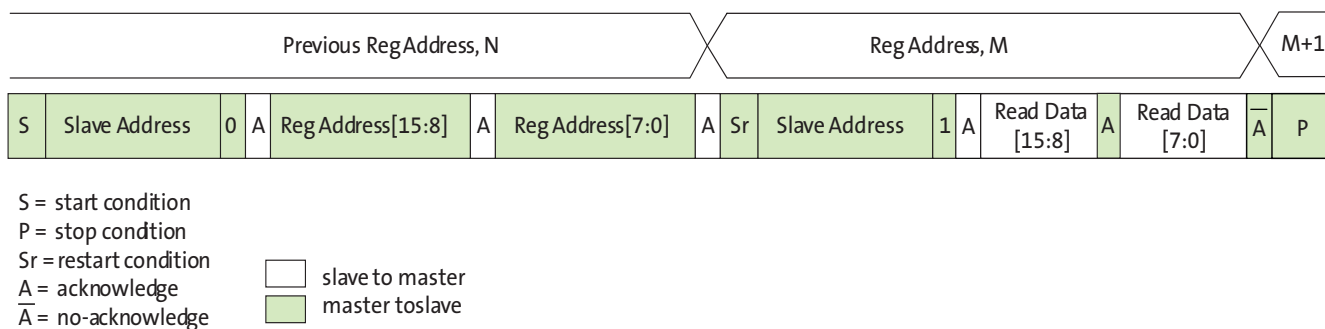 Previous Reg Address, N Reg Address, M M+1
S Slave Address 0 A Reg Address[15:8] A Reg Address[7:0] A Sr Slave Address 1 A Read Data [15:8] A Read Data [7:0] A̅ P
S = start condition
P = stop condition
Sr = restart condition
A = acknowledge
A̅ = no-acknowledge
slave to master
master toslave